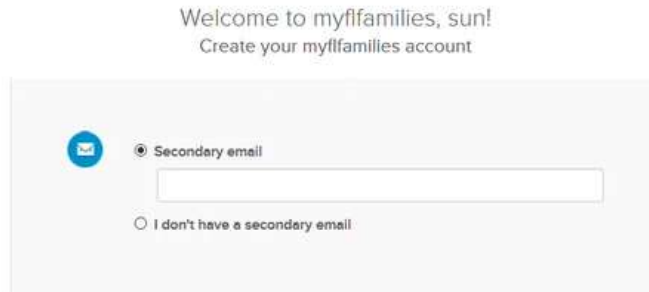 Welcome to myflfamilies, sun!
Create your myflfamilies account
Secondary email
I don't have a secondary email